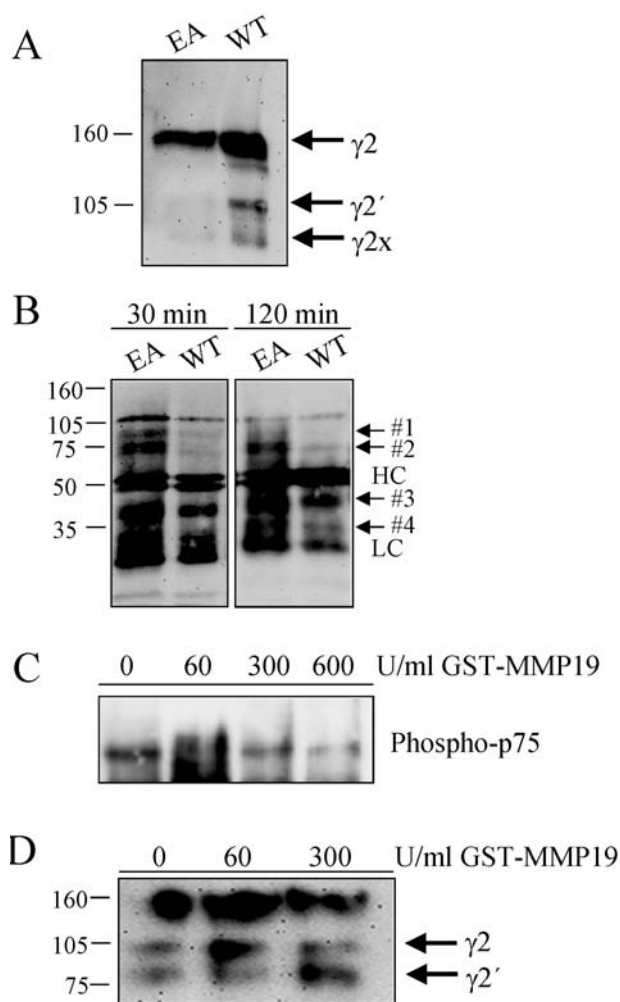 A
EA WT
160
γ2
105
γ2´
γ2x
B
30 min 120 min
EA WT EA WT
160
105
75
50
35
#1
#2
HC
#3
#4
LC
C
0 60 300 600 U/ml GST-MMP19
Phospho-p75
D
0 60 300 U/ml GST-MMP19
160
105
75
γ2
γ2´